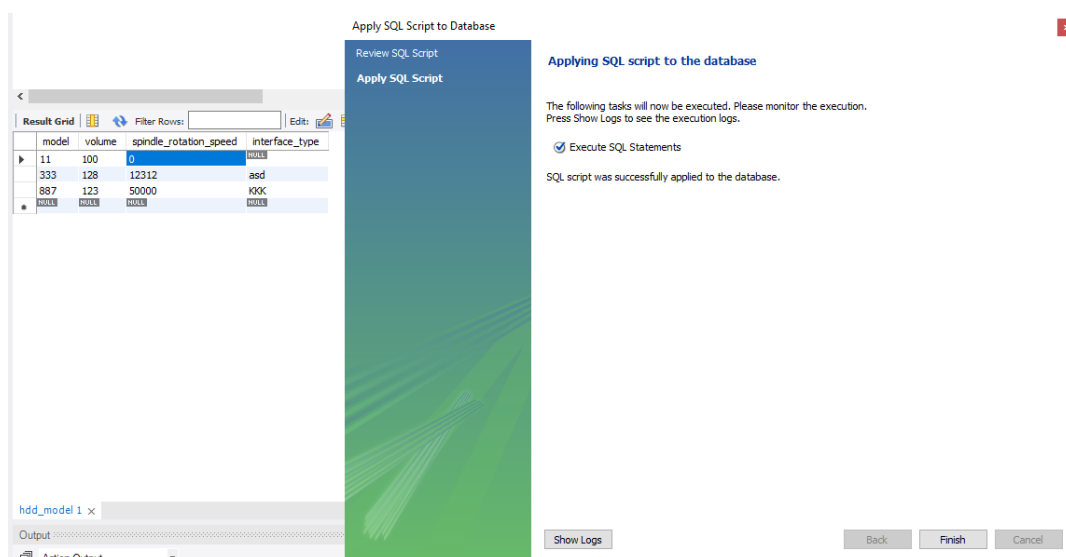 Apply SQL Script to Database
Review SQL Script
Apply SQL Script
Applying SQL script to the database
The following tasks will now be executed. Please monitor the execution.
Press Show Logs to see the execution logs.
Execute SQL Statements
SQL script was successfully applied to the database.
Result Grid Filter Rows: Edit:
model volume spindle_rotation_speed interface_type
11 100 0 NULL
333 128 12312 asd
887 123 50000 KKK
NULL NULL NULL NULL
hdd_model 1
Output
Action Output
Show Logs Back Finish Cancel